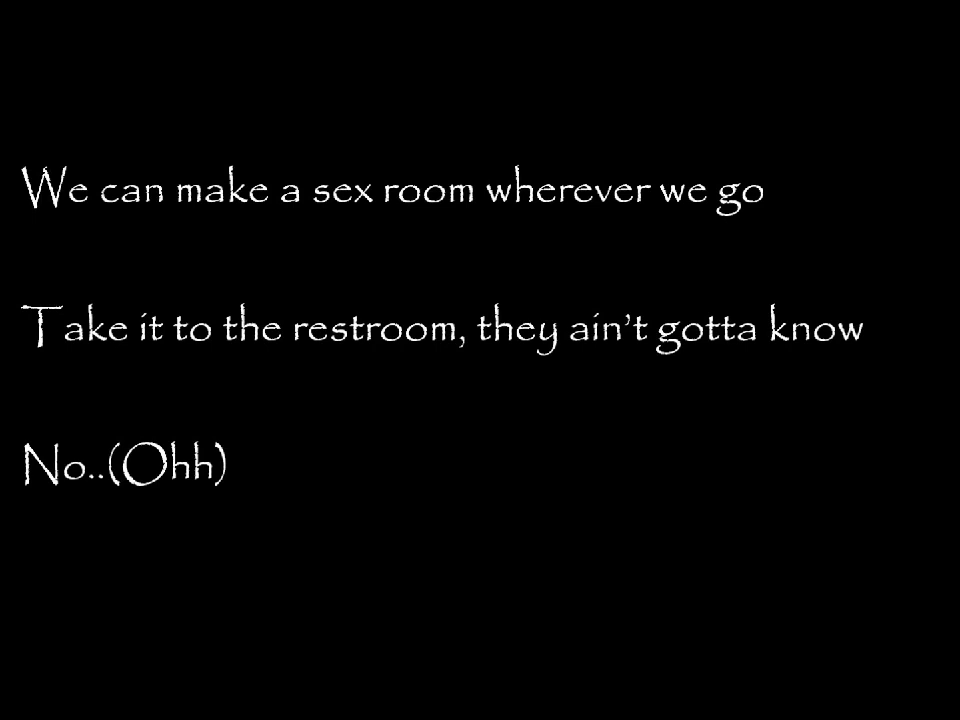 We can make a sex room wherever we go
Take it to the restroom, they ain't gotta know
No..(Ohh)